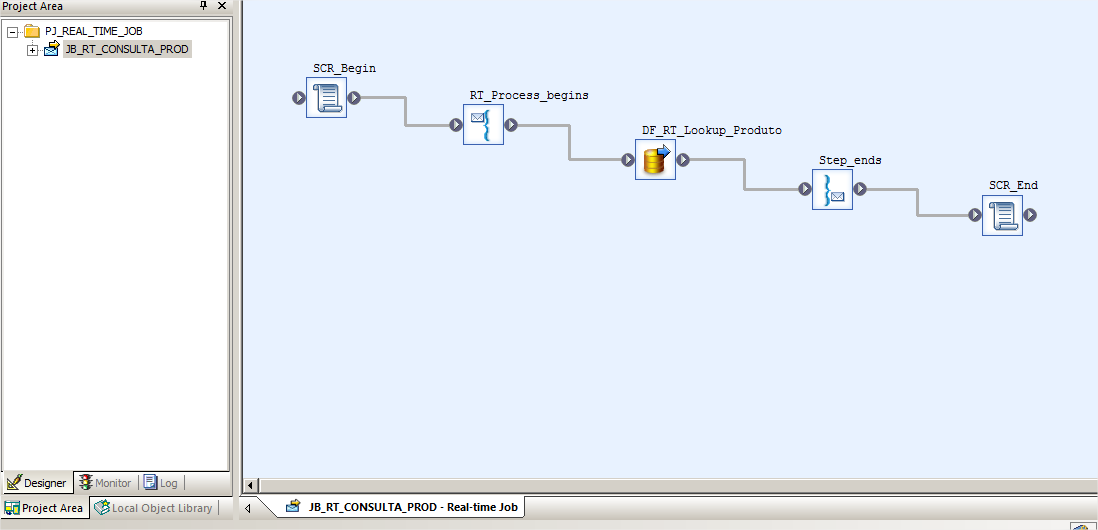 Project Area
PJ_REAL_TIME_JOB
JB_RT_CONSULTA_PROD
SCR_Begin
RT_Process_begins
DF_RT_Lookup_Produto
Step_ends
SCR_End
Designer
Monitor
Log
Project Area
Local Object Library
JB_RT_CONSULTA_PROD - Real-time Job